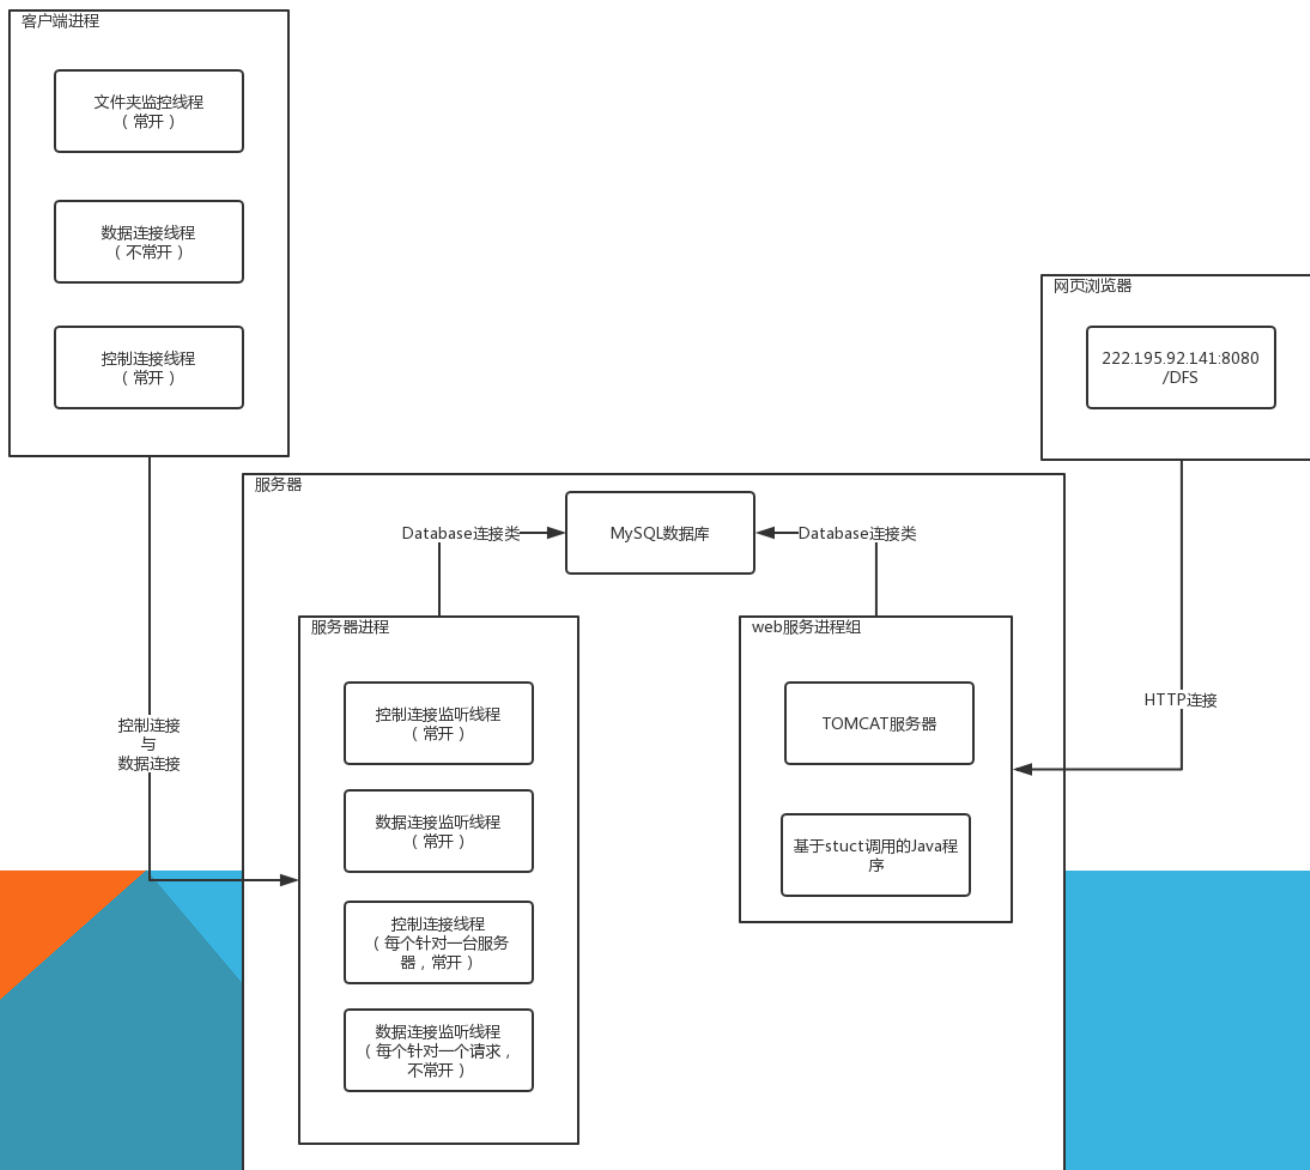 客户端进程
文件夹监控线程
（常开）
数据连接线程
（不常开）
控制连接线程
（常开）
网页浏览器
222.195.92.141:8080
/DFS
服务器
Database连接类
MySQL数据库
Database连接类
服务器进程
控制连接监听线程
（常开）
数据连接监听线程
（常开）
控制连接线程
（每个针对一台服务
器，常开）
数据连接监听线程
（每个针对一个请求，
不常开）
web服务进程组
TOMCAT服务器
基于stuct调用的Java程
序
控制连接
与
数据连接
HTTP连接